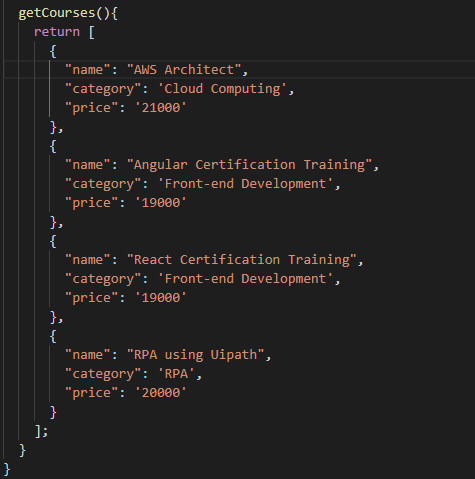 getCourses(){
return [
{
"name": "AWS Architect",
"category": 'Cloud Computing',
"price": '21000'
},
{
"name": "Angular Certification Training",
"category": 'Front-end Development',
"price": '19000'
},
{
"name": "React Certification Training",
"category": 'Front-end Development',
"price": '19000'
},
{
"name": "RPA using Uipath",
"category": 'RPA',
"price": '20000'
}
];
}
}